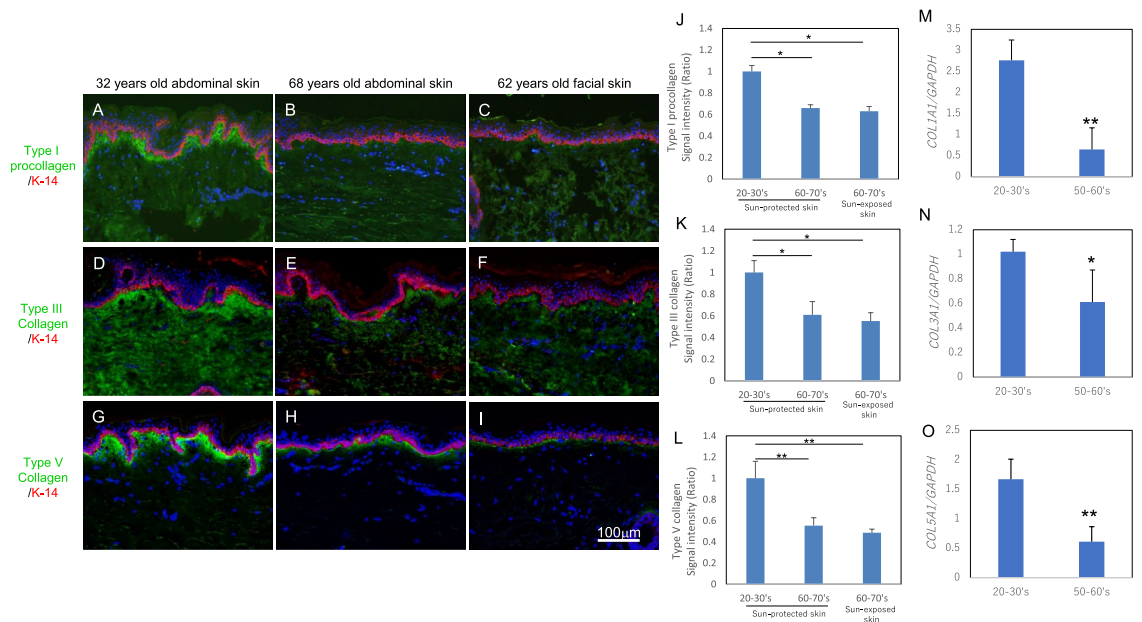 32 years old abdominal skin
68 years old abdominal skin
62 years old facial skin
Type I
procollagen
/K-14
A
B
C
Type III
Collagen
/K-14
D
E
F
Type V
Collagen
/K-14
G
H
I
100μm
J
Type I procollagen
Signal intensity (Ratio)
1.4
1.2
1
0.8
0.6
0.4
0.2
0
*
*
20-30's
60-70's
60-70's
Sun-protected skin
Sun-exposed
skin
K
Type III collagen
Signal intensity (Ratio)
1.4
1.2
1
0.8
0.6
0.4
0.2
0
*
*
20-30's
60-70's
60-70's
Sun-protected skin
Sun-exposed
skin
L
Type V collagen
Signal intensity (Ratio)
1.4
1.2
1
0.8
0.6
0.4
0.2
0
**
**
20-30's
60-70's
60-70's
Sun-protected skin
Sun-exposed
skin
M
COL1A1/GAPDH
3.5
3
2.5
2
1.5
1
0.5
0
**
20-30's
50-60's
N
COL3A1/GAPDH
1.2
1
0.8
0.6
0.4
0.2
0
*
20-30's
50-60's
O
COL5A1/GAPDH
2.5
2
1.5
1
0.5
0
**
20-30's
50-60's